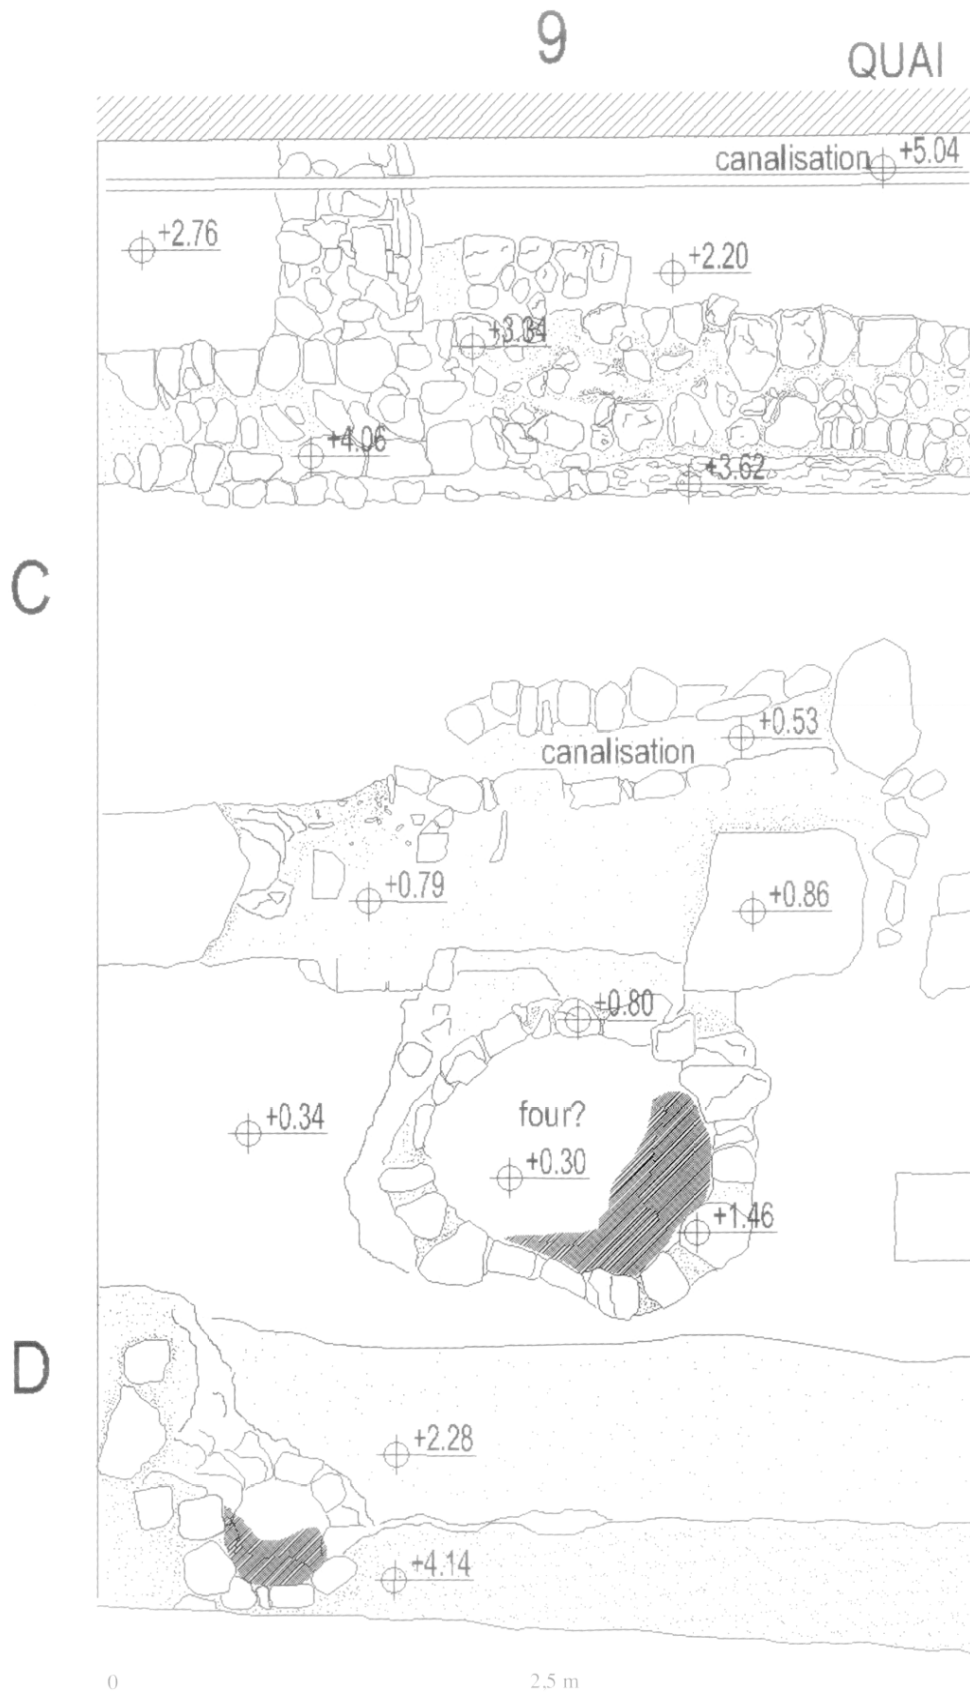 9
QUAI
canalisation +5.04
+2.76
+2.20
+3.34
+4.06
+3.62
C
+0.53
canalisation
+0.79
+0.86
+0.80
four?
+0.34
+0.30
+1.46
D
+2.28
+4.14
0 2,5 m